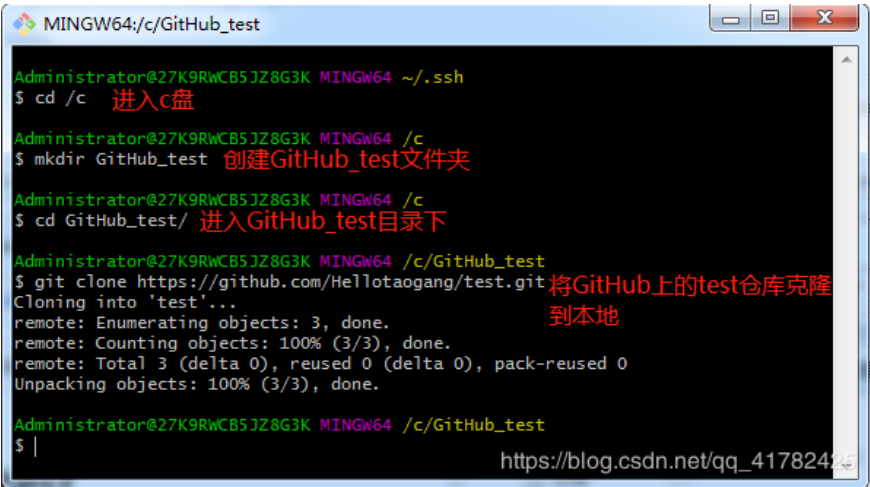 MINGW64:/c/GitHub_test
Administrator@27K9RWCB5JZ8G3K MINGW64 ~/.ssh
$ cd /c 进入c盘
Administrator@27K9RWCB5JZ8G3K MINGW64 /c
$ mkdir GitHub_test 创建GitHub_test文件夹
Administrator@27K9RWCB5JZ8G3K MINGW64 /c
$ cd GitHub_test/ 进入GitHub_test目录下
Administrator@27K9RWCB5JZ8G3K MINGW64 /c/GitHub_test
$ git clone https://github.com/Hellotaogang/test.git 将GitHub上的test仓库克隆
到本地
Cloning into 'test'...
remote: Enumerating objects: 3, done.
remote: Counting objects: 100% (3/3), done.
remote: Total 3 (delta 0), reused 0 (delta 0), pack-reused 0
Unpacking objects: 100% (3/3), done.
Administrator@27K9RWCB5JZ8G3K MINGW64 /c/GitHub_test
$
https://blog.csdn.net/qq_41782425